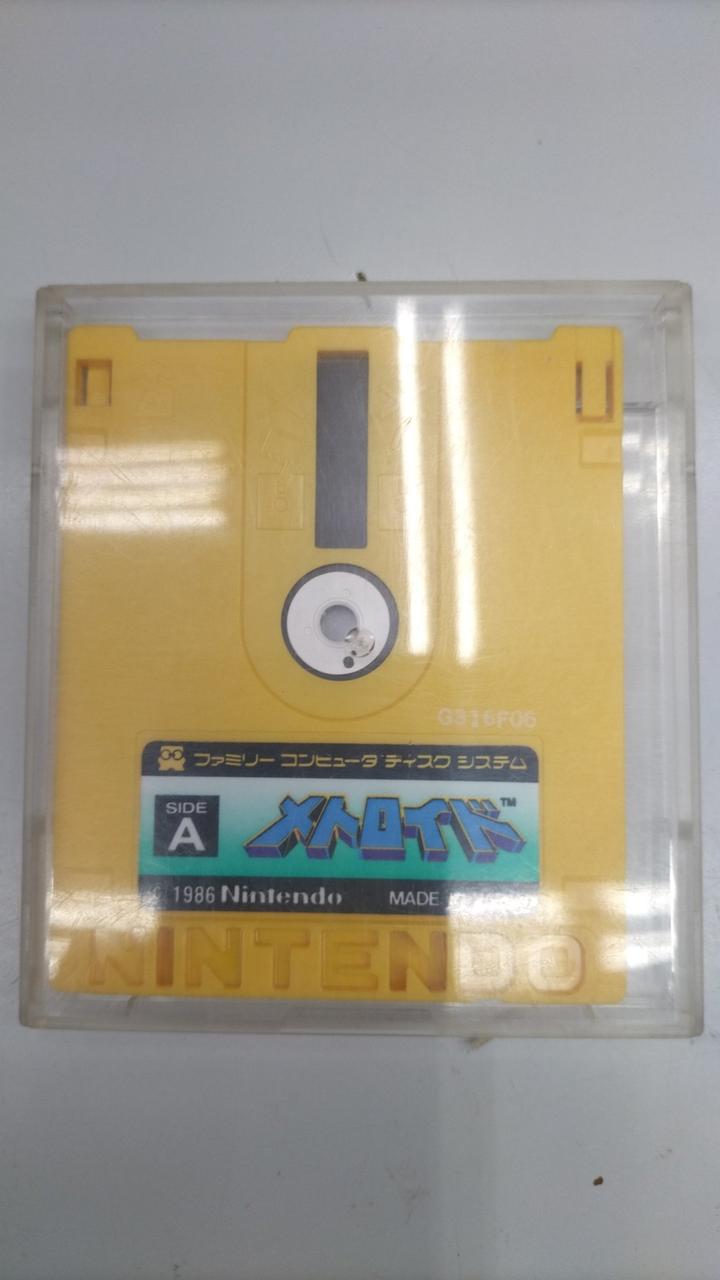 G316F06
ファミリー コンピュータ ディスク システム
SIDE
A
メトロイド™
© 1986 Nintendo MADE
NINTENDO